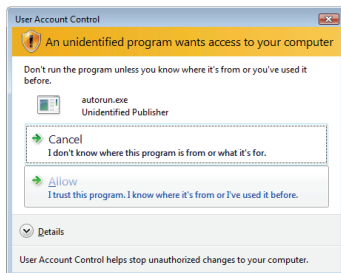 User Account Control
An unidentified program wants access to your computer
Don't run the program unless you know where it's from or you've used it
before.
autorun.exe
Unidentified Publisher
Cancel
I don't know where this program is from or what it's for.
Allow
I trust this program. I know where it's from or I've used it before.
Details
User Account Control helps stop unauthorized changes to your computer.